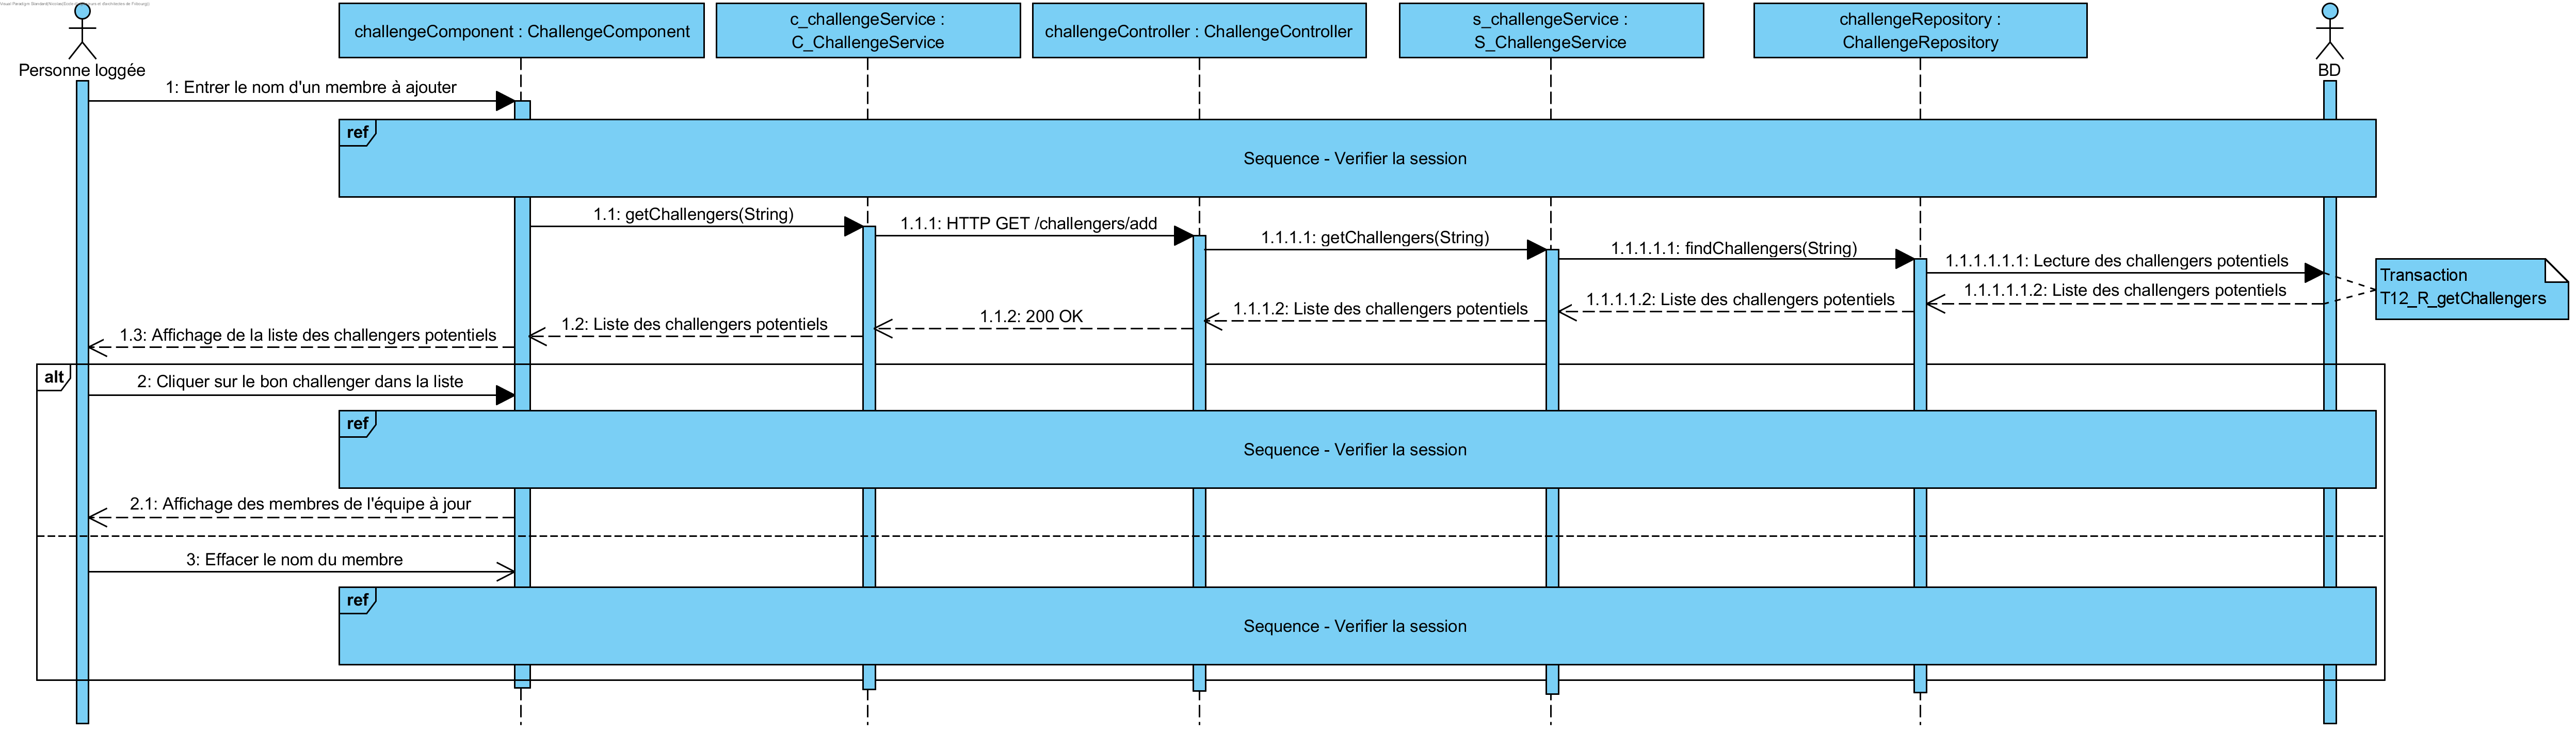 Personne loggée
challengeComponent : ChallengeComponent
c_challengeService :
C_ChallengeService
challengeController : ChallengeController
s_challengeService :
S_ChallengeService
challengeRepository :
ChallengeRepository
BD
1: Entrer le nom d'un membre à ajouter
ref
Sequence - Verifier la session
1.1: getChallengers(String)
1.1.1: HTTP GET /challengers/add
1.1.1.1: getChallengers(String)
1.1.1.1.1: findChallengers(String)
1.1.1.1.1.1: Lecture des challengers potentiels
Transaction
T12_R_getChallengers
1.1.1.1.1.2: Liste des challengers potentiels
1.1.1.1.2: Liste des challengers potentiels
1.1.1.2: Liste des challengers potentiels
1.1.2: 200 OK
1.2: Liste des challengers potentiels
1.3: Affichage de la liste des challengers potentiels
alt
2: Cliquer sur le bon challenger dans la liste
ref
Sequence - Verifier la session
2.1: Affichage des membres de l'équipe à jour
3: Effacer le nom du membre
ref
Sequence - Verifier la session